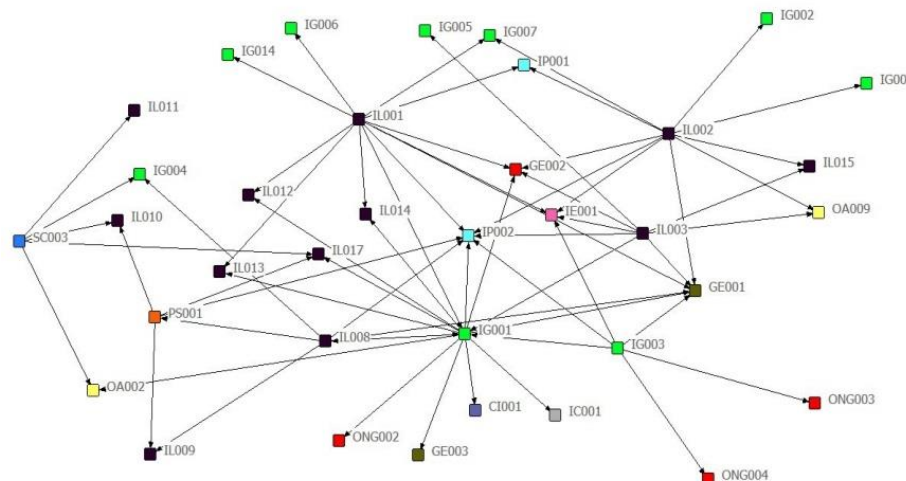 IG002
IG006
IG005
IG007
IG014
IP001
IG00
IL011
IL001
IL002
GE002
IL015
IG004
IL012
IL014
IE001
OA009
IL010
IP002
IL003
SC003
IL017
IL013
GE001
PS001
IL008
IG001
IG003
OA002
CI001
IC001
ONG003
ONG002
IL009
GE003
ONG004